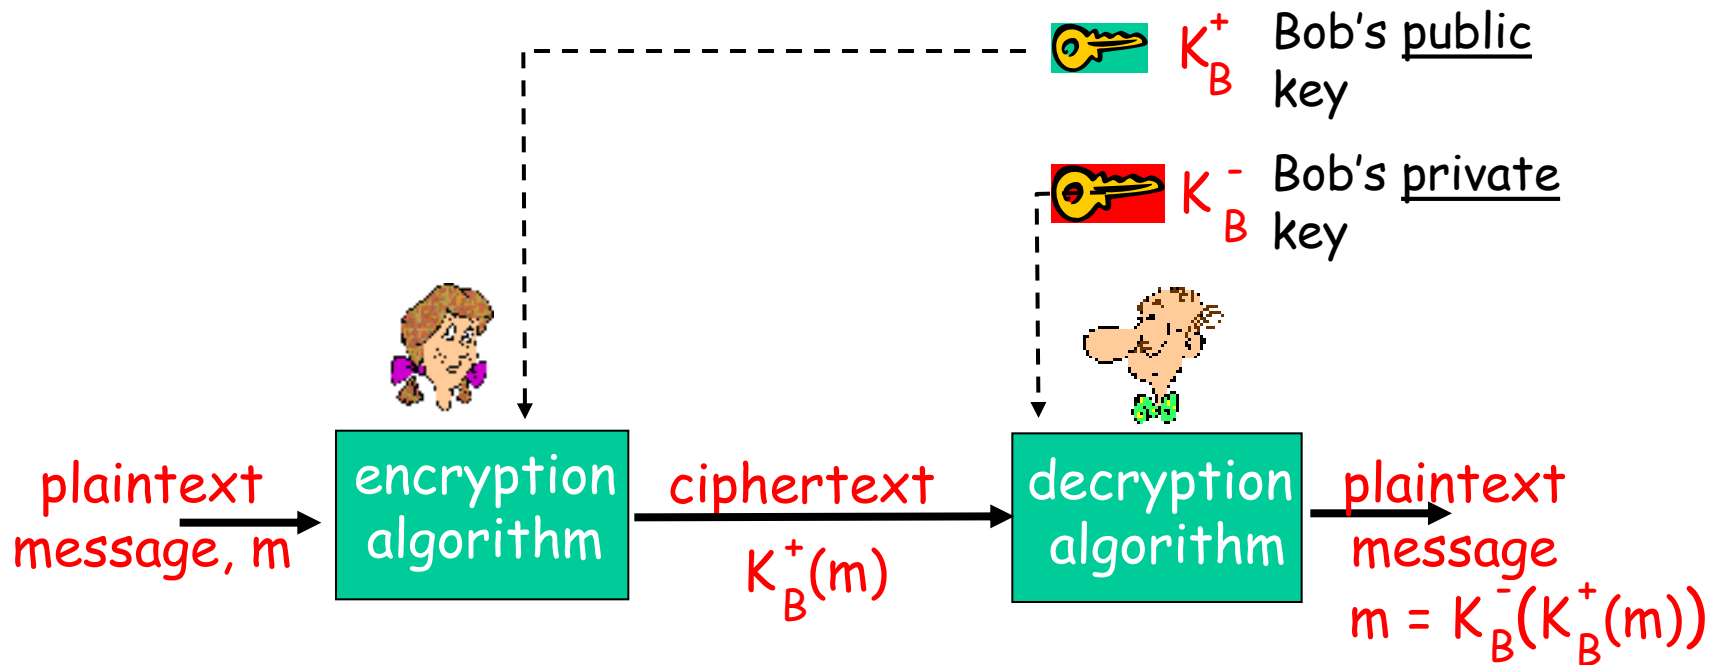 K_B^+ Bob's public
key
K_B^- Bob's private
key
plaintext
message, m
encryption
algorithm
ciphertext
K_B^+(m)
decryption
algorithm
plaintext
message
m = K_B^-(K_B^+(m))